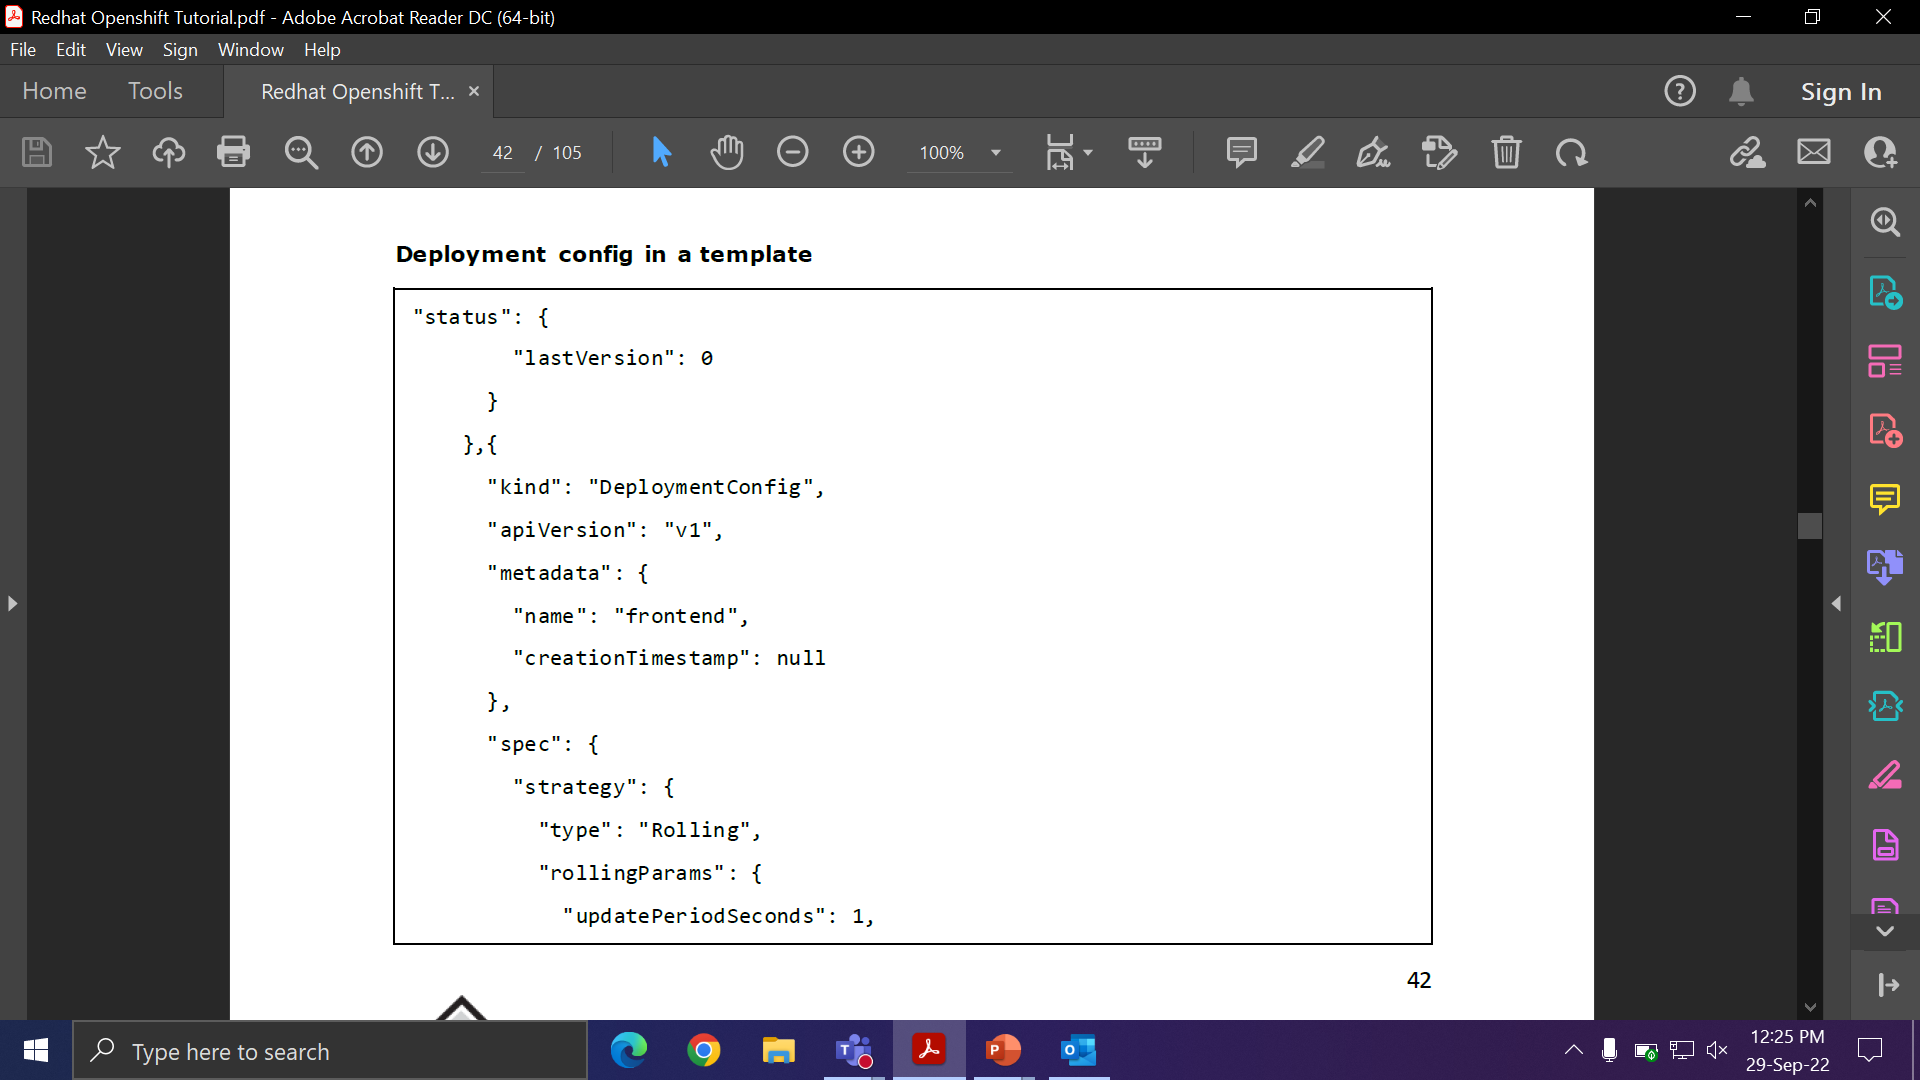 Redhat Openshift Tutorial.pdf - Adobe Acrobat Reader DC (64-bit)
File Edit View Sign Window Help
Home Tools Redhat Openshift T... Sign In
42 / 105 100%
Deployment config in a template
"status": {
"lastVersion": 0
}
},{
"kind": "DeploymentConfig",
"apiVersion": "v1",
"metadata": {
"name": "frontend",
"creationTimestamp": null
},
"spec": {
"strategy": {
"type": "Rolling",
"rollingParams": {
"updatePeriodSeconds": 1,
42
Type here to search
12:25 PM
29-Sep-22